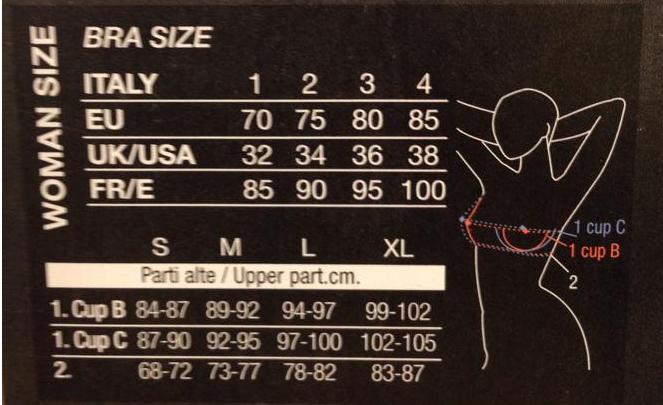 WOMAN SIZE
BRA SIZE
ITALY 1 2 3 4
EU 70 75 80 85
UK/USA 32 34 36 38
FR/E 85 90 95 100
S M L XL
Parti alte / Upper part.cm.
1. Cup B 84-87 89-92 94-97 99-102
1. Cup C 87-90 92-95 97-100 102-105
2. 68-72 73-77 78-82 83-87
1 cup C
1 cup B
2